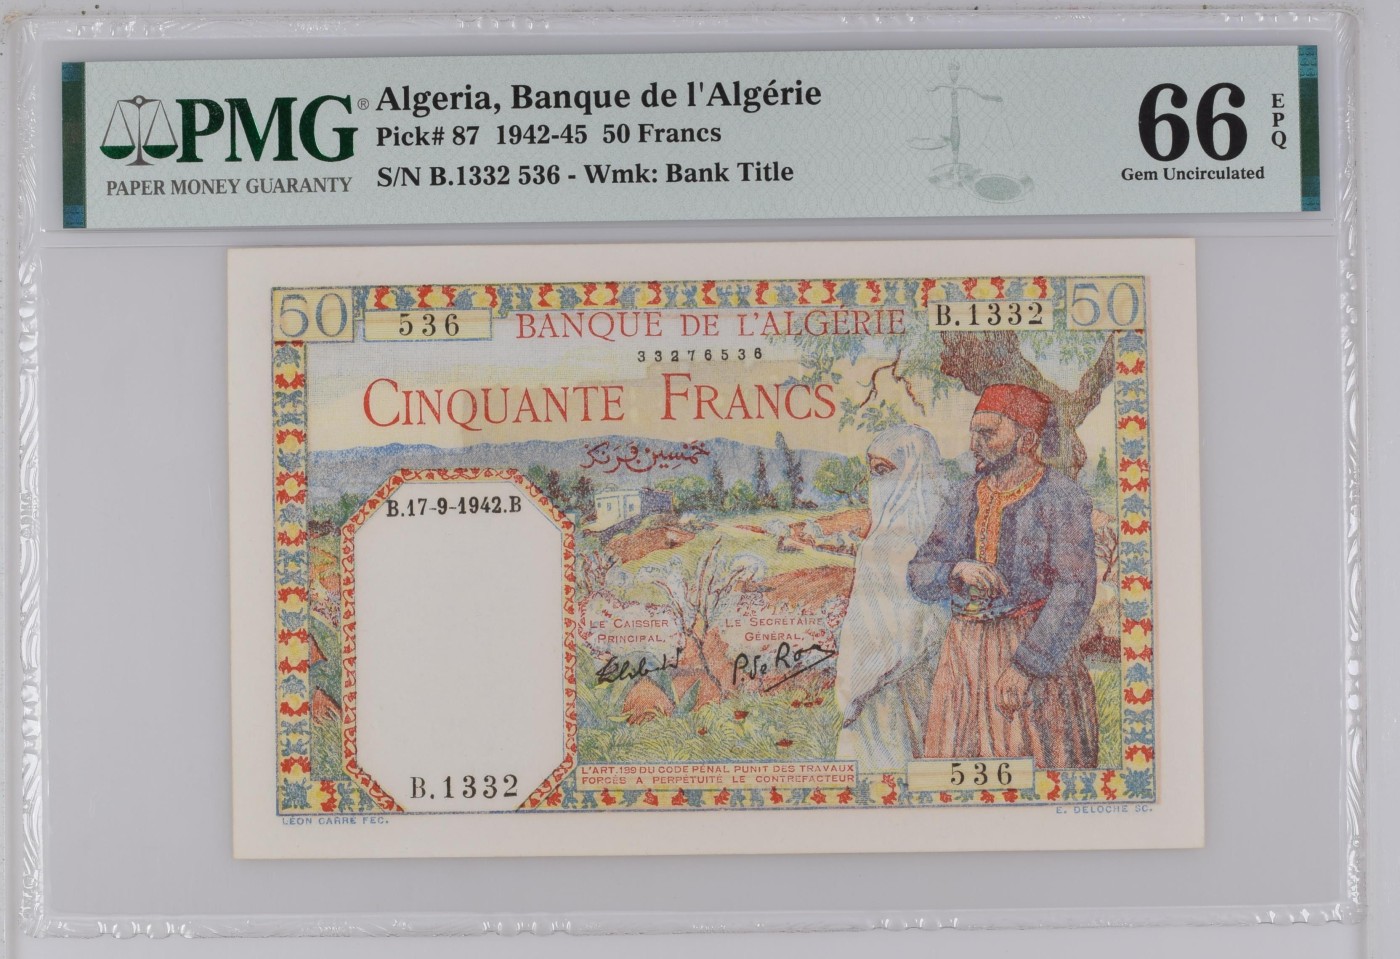 PMG®
PAPER MONEY GUARANTY
Algeria, Banque de l'Algérie
Pick# 87 1942-45 50 Francs
S/N B.1332 536 - Wmk: Bank Title
66 EPQ
Gem Uncirculated
50 536 BANQUE DE L'ALGÉRIE B.1332 50
33276536
CINQUANTE FRANCS
خمسين فرنك
B.17-9-1942.B
LE CAISSIER PRINCIPAL,
LE SECRÉTAIRE GÉNÉRAL,
P. de Roc
B.1332
L'ART. 139 DU CODE PÉNAL PUNIT DES TRAVAUX
FORCÉS A PERPÉTUITÉ LE CONTREFACTEUR
536
LÉON CARRE FEC.
E. DELOCHE SC.